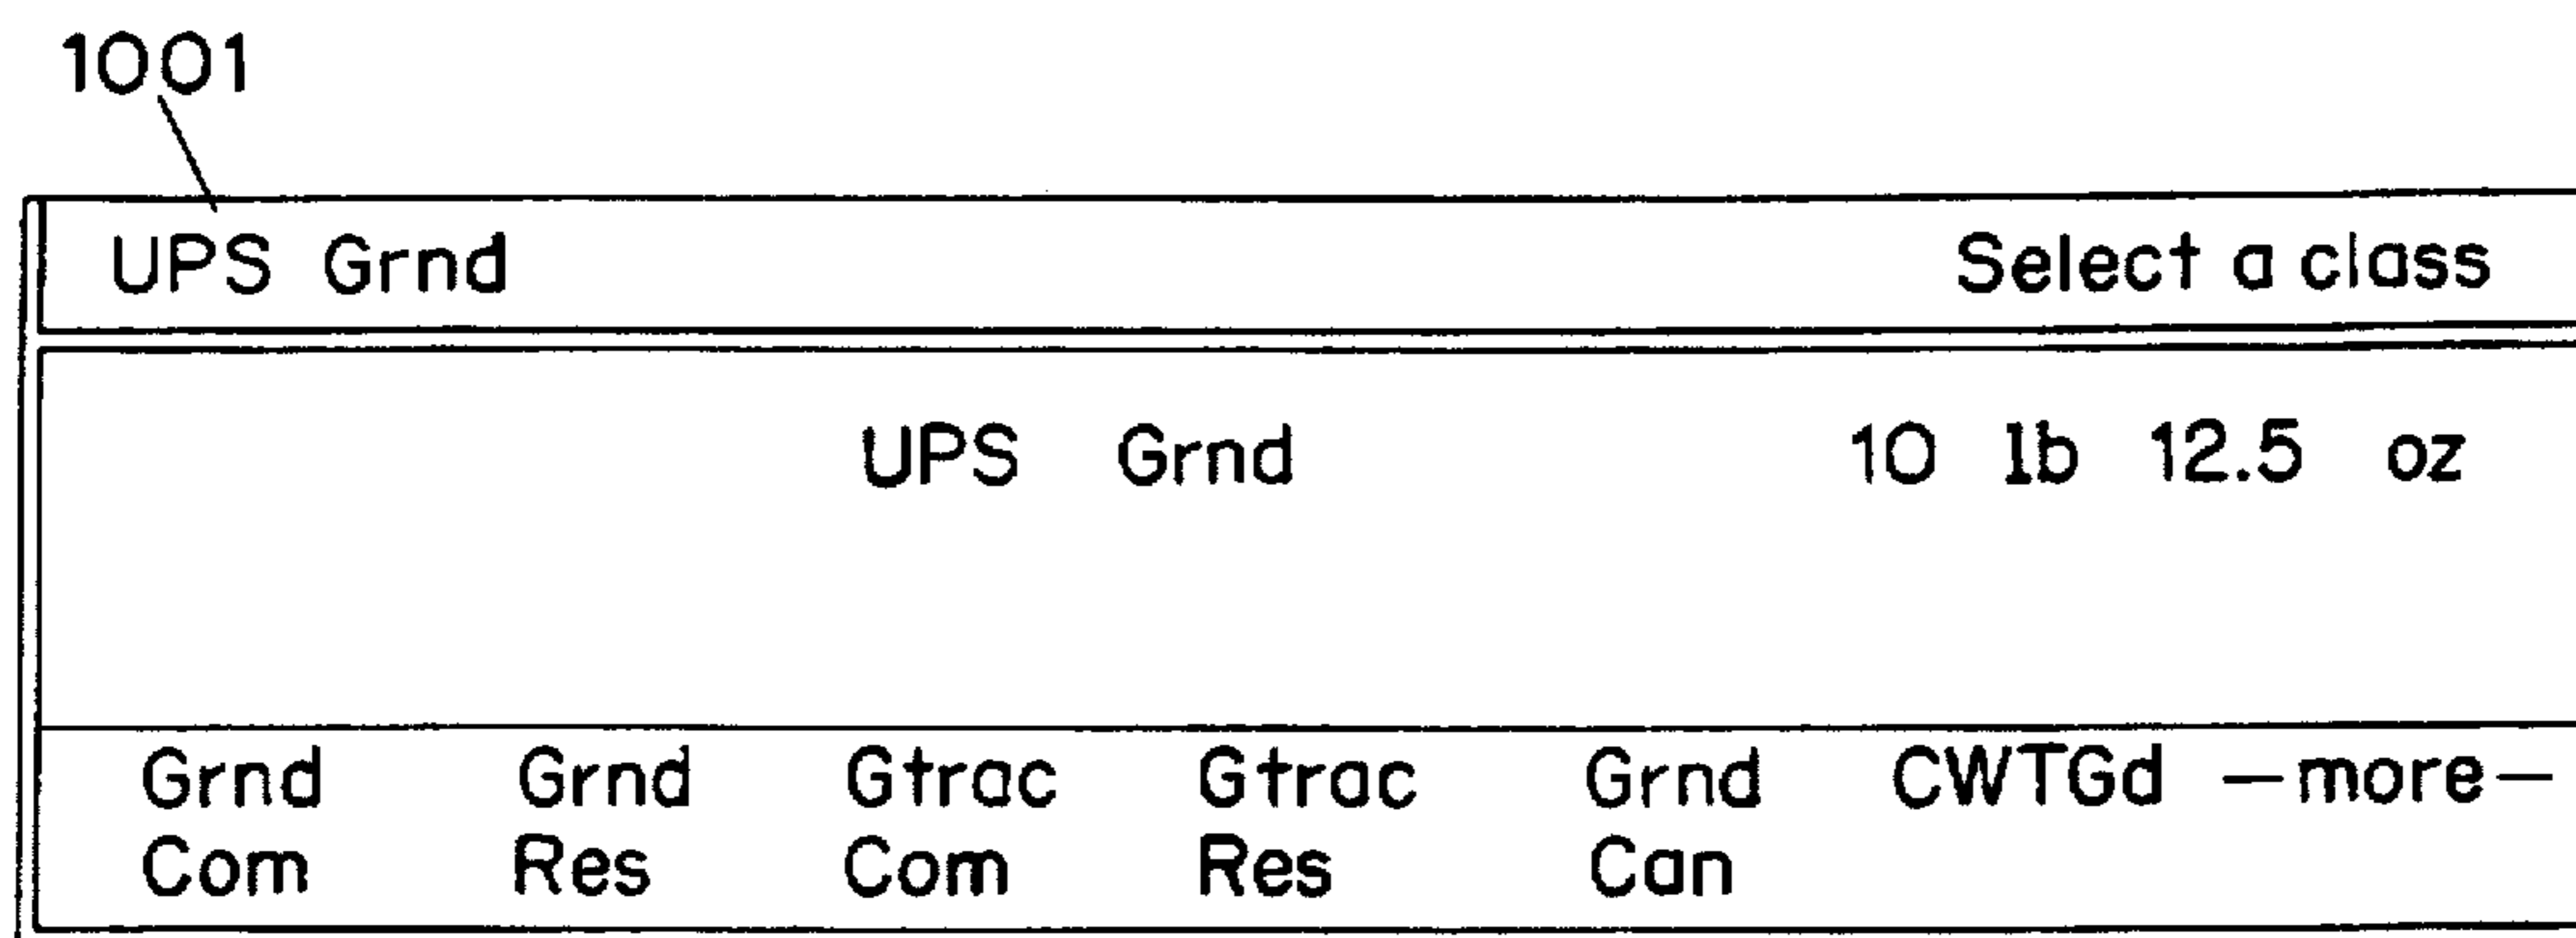 1001
UPS Grnd Select a class
UPS Grnd 10 lb 12.5 oz
Grnd Grnd Gtrac Gtrac Grnd CWTGd —more—
Com Res Com Res Can